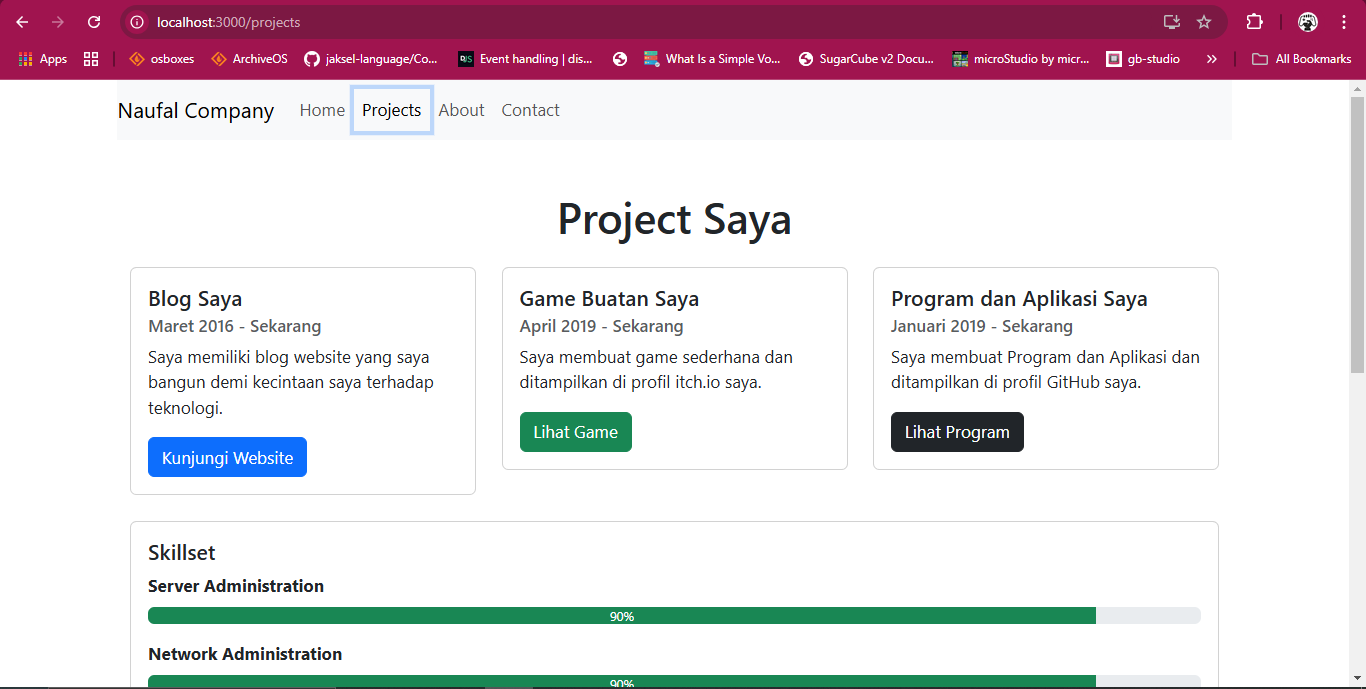 localhost:3000/projects
Apps osboxes ArchiveOS jaksel-language/Co... Event handling | dis... What Is a Simple Vo... SugarCube v2 Docu... microStudio by micr... gb-studio » All Bookmarks
Naufal Company Home Projects About Contact
Project Saya
Blog Saya
Maret 2016 - Sekarang
Saya memiliki blog website yang saya
bangun demi kecintaan saya terhadap
teknologi.
Kunjungi Website
Game Buatan Saya
April 2019 - Sekarang
Saya membuat game sederhana dan
ditampilkan di profil itch.io saya.
Lihat Game
Program dan Aplikasi Saya
Januari 2019 - Sekarang
Saya membuat Program dan Aplikasi dan
ditampilkan di profil GitHub saya.
Lihat Program
Skillset
Server Administration
90%
Network Administration
90%